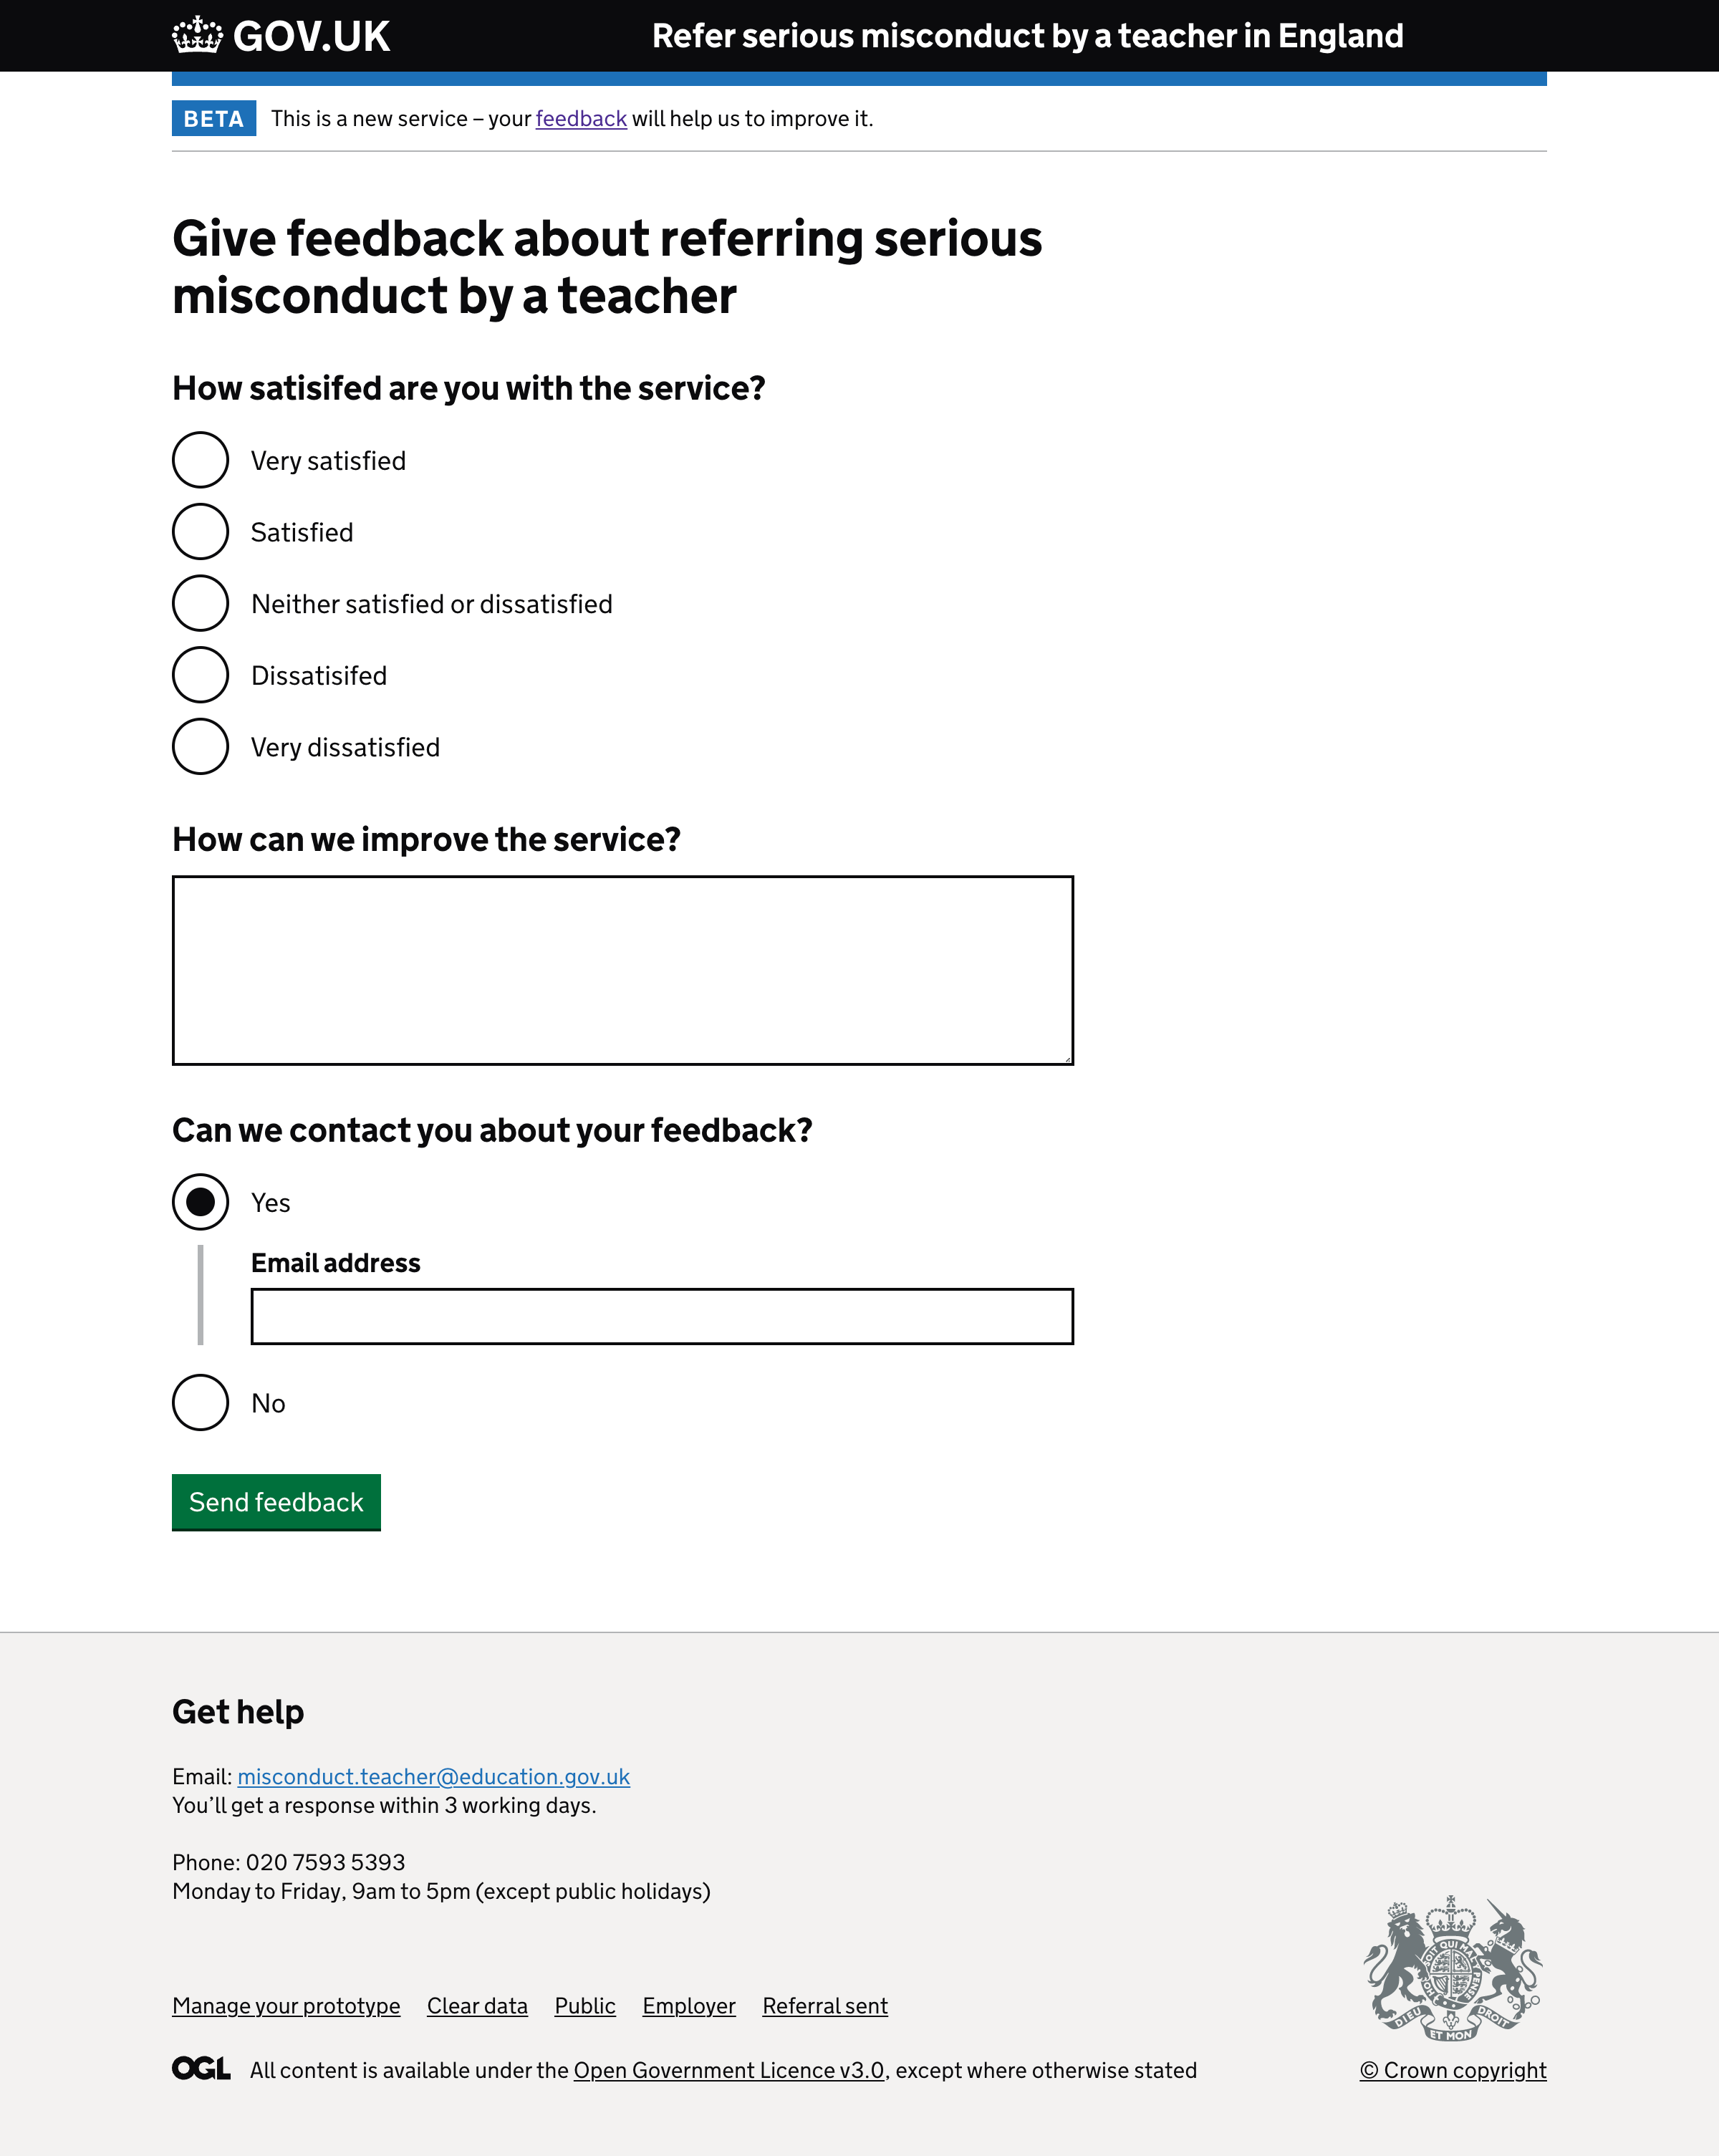 GOV.UK
Refer serious misconduct by a teacher in England
BETA This is a new service – your feedback will help us to improve it.
Give feedback about referring serious
misconduct by a teacher
How satisifed are you with the service?
Very satisfied
Satisfied
Neither satisfied or dissatisfied
Dissatisifed
Very dissatisfied
How can we improve the service?
Can we contact you about your feedback?
Yes
Email address
No
Send feedback
Get help
Email: misconduct.teacher@education.gov.uk
You’ll get a response within 3 working days.
Phone: 020 7593 5393
Monday to Friday, 9am to 5pm (except public holidays)
Manage your prototype Clear data Public Employer Referral sent
DIEU ET MON DROIT
OGL All content is available under the Open Government Licence v3.0, except where otherwise stated
© Crown copyright